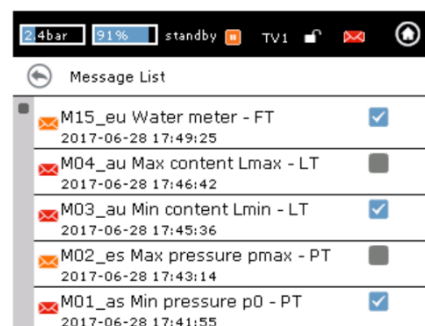 2.4bar 91% standby TV1
Message List
M15_eu Water meter - FT
2017-06-28 17:49:25
M04_au Max content Lmax - LT
2017-06-28 17:46:42
M03_au Min content Lmin - LT
2017-06-28 17:45:36
M02_es Max pressure pmax - PT
2017-06-28 17:43:14
M01_as Min pressure p0 - PT
2017-06-28 17:41:55